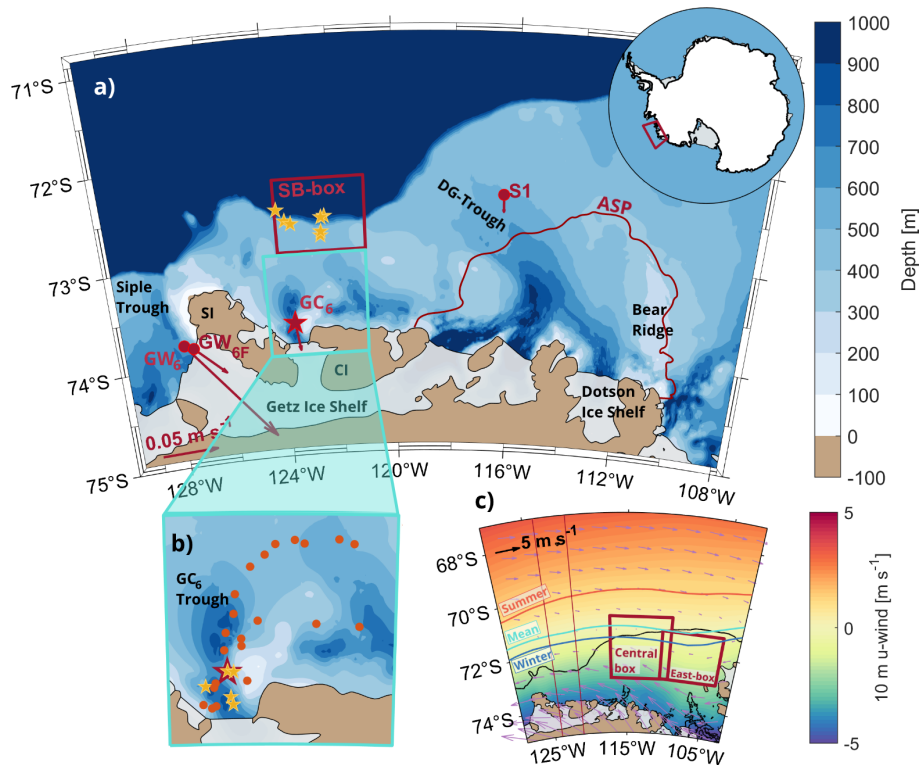 a)
71°S
72°S
73°S
74°S
75°S
128°W
124°W
120°W
116°W
112°W
108°W
SB-box
DG-Trough
S1
ASP
Siple
Trough
SI
GC6
GW6
GW6F
CI
Bear
Ridge
Getz Ice Shelf
Dotson
Ice Shelf
0.05 m s-1
1000
900
800
700
600
500
400
300
200
100
0
-100
Depth [m]
b)
GC6
Trough
c)
5 m s-1
68°S
70°S
72°S
74°S
125°W
115°W
105°W
Summer
Mean
Winter
Central
box
East-box
5
0
-5
10 m u-wind [m s-1]